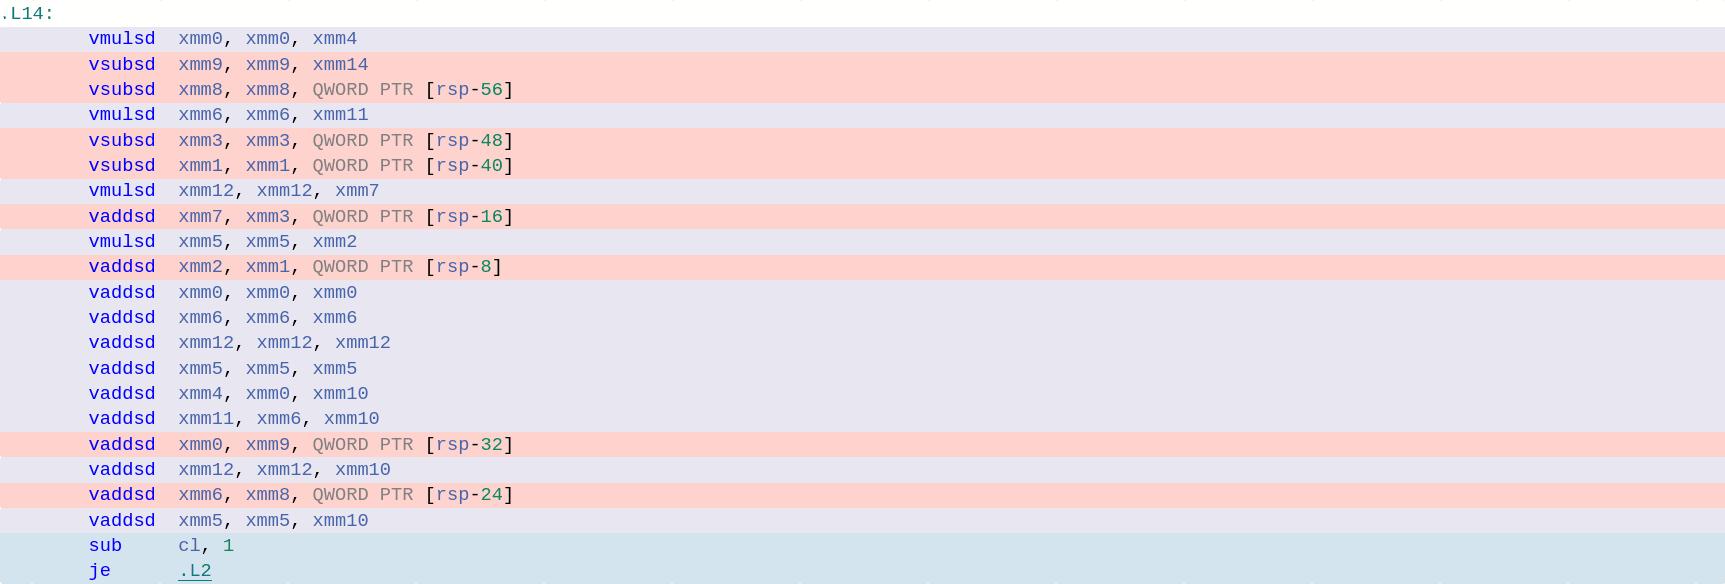 .L14:
vmulsd xmm0, xmm0, xmm4
vsubsd xmm9, xmm9, xmm14
vsubsd xmm8, xmm8, QWORD PTR [rsp-56]
vmulsd xmm6, xmm6, xmm11
vsubsd xmm3, xmm3, QWORD PTR [rsp-48]
vsubsd xmm1, xmm1, QWORD PTR [rsp-40]
vmulsd xmm12, xmm12, xmm7
vaddsd xmm7, xmm3, QWORD PTR [rsp-16]
vmulsd xmm5, xmm5, xmm2
vaddsd xmm2, xmm1, QWORD PTR [rsp-8]
vaddsd xmm0, xmm0, xmm0
vaddsd xmm6, xmm6, xmm6
vaddsd xmm12, xmm12, xmm12
vaddsd xmm5, xmm5, xmm5
vaddsd xmm4, xmm0, xmm10
vaddsd xmm11, xmm6, xmm10
vaddsd xmm0, xmm9, QWORD PTR [rsp-32]
vaddsd xmm12, xmm12, xmm10
vaddsd xmm6, xmm8, QWORD PTR [rsp-24]
vaddsd xmm5, xmm5, xmm10
sub cl, 1
je .L2